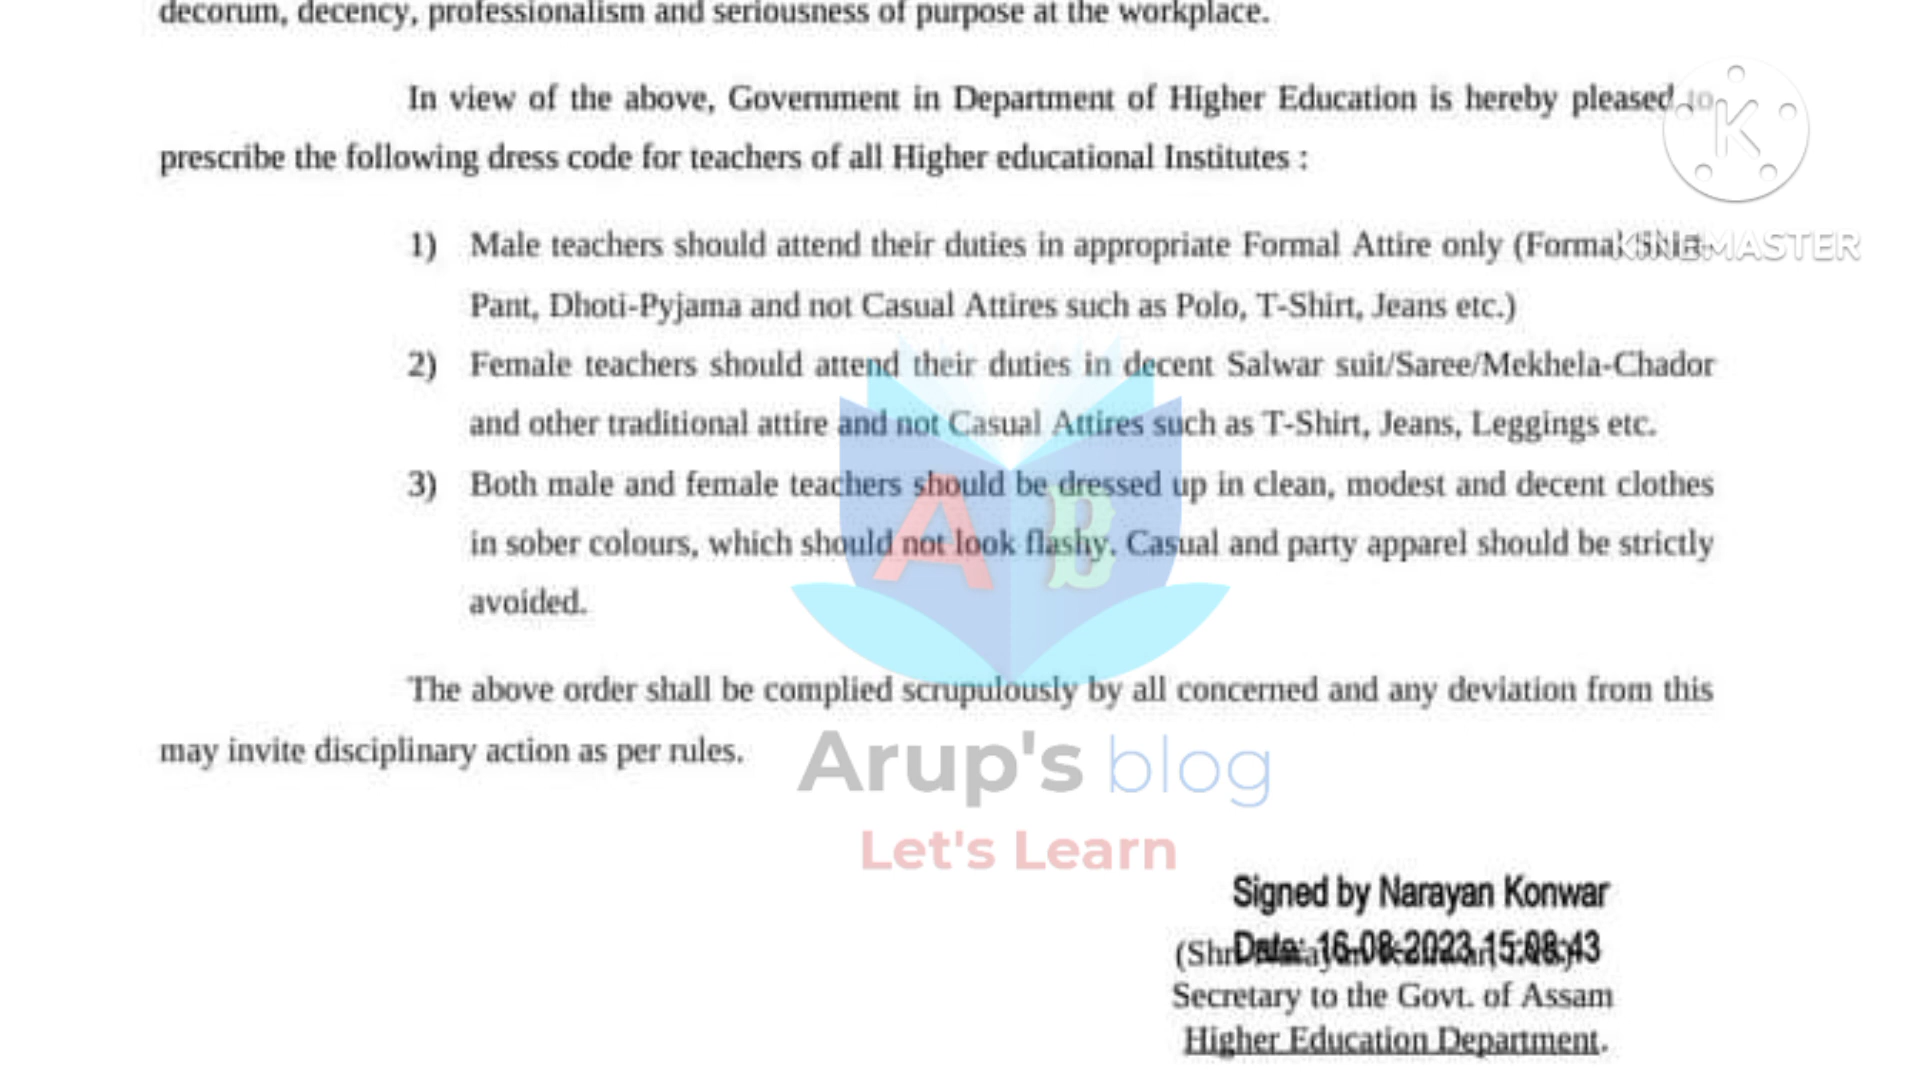 decorum, decency, professionalism and seriousness of purpose at the workplace.
In view of the above, Government in Department of Higher Education is hereby pleased to
prescribe the following dress code for teachers of all Higher educational Institutes :
1) Male teachers should attend their duties in appropriate Formal Attire only (Formal
Pant, Dhoti-Pyjama and not Casual Attires such as Polo, T-Shirt, Jeans etc.)
2) Female teachers should attend their duties in decent Salwar suit/Saree/Mekhela-Chador
and other traditional attire and not Casual Attires such as T-Shirt, Jeans, Leggings etc.
3) Both male and female teachers should be dressed up in clean, modest and decent clothes
in sober colours, which should not look flashy. Casual and party apparel should be strictly
avoided.
The above order shall be complied scrupulously by all concerned and any deviation from this
may invite disciplinary action as per rules.
Signed by Narayan Konwar
Date: 16-08-2023 15:08:43
Secretary to the Govt. of Assam
Higher Education Department.
K
KINEMASTER
A B
Arup's blog
Let's Learn